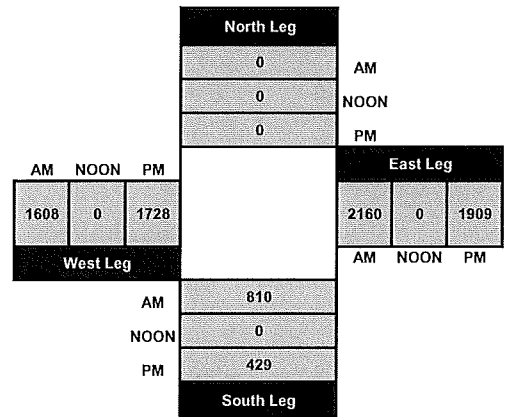 North Leg
0
AM
0
NOON
0
PM
AM NOON PM
East Leg
1608 0 1728
2160 0 1909
West Leg
AM NOON PM
AM
810
NOON
0
PM
429
South Leg